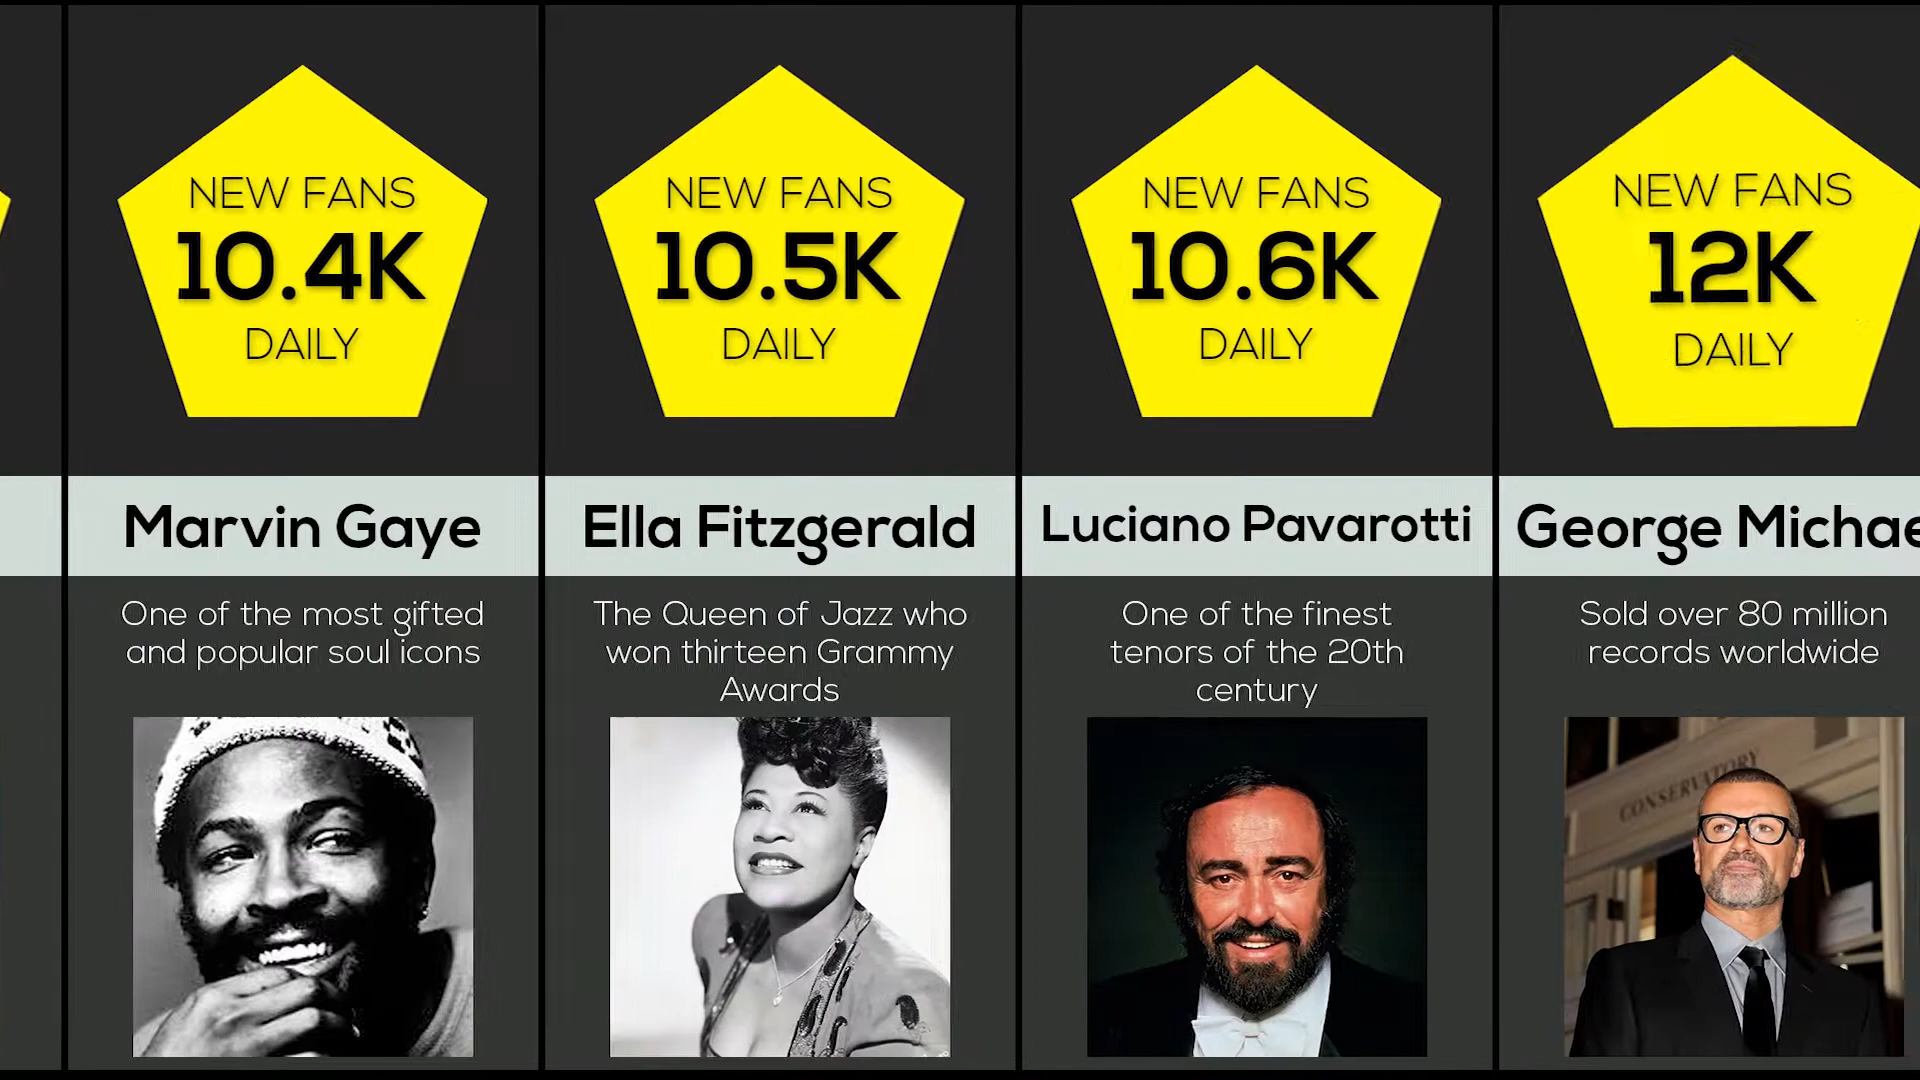 NEW FANS
10.4K
DAILY
Marvin Gaye
One of the most gifted
and popular soul icons
NEW FANS
10.5K
DAILY
Ella Fitzgerald
The Queen of Jazz who
won thirteen Grammy
Awards
NEW FANS
10.6K
DAILY
Luciano Pavarotti
One of the finest
tenors of the 20th
century
NEW FANS
12K
DAILY
George Michae
Sold over 80 million
records worldwide
CONSERVATORY